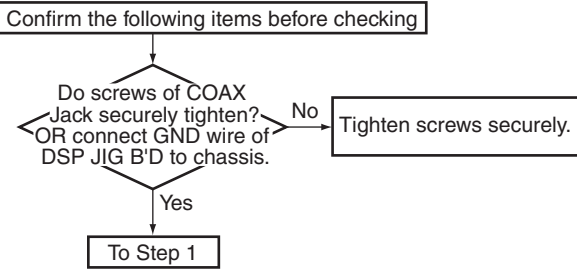 Confirm the following items before checking
Do screws of COAX
Jack securely tighten?
OR connect GND wire of
DSP JIG B'D to chassis.
No
Tighten screws securely.
Yes
To Step 1